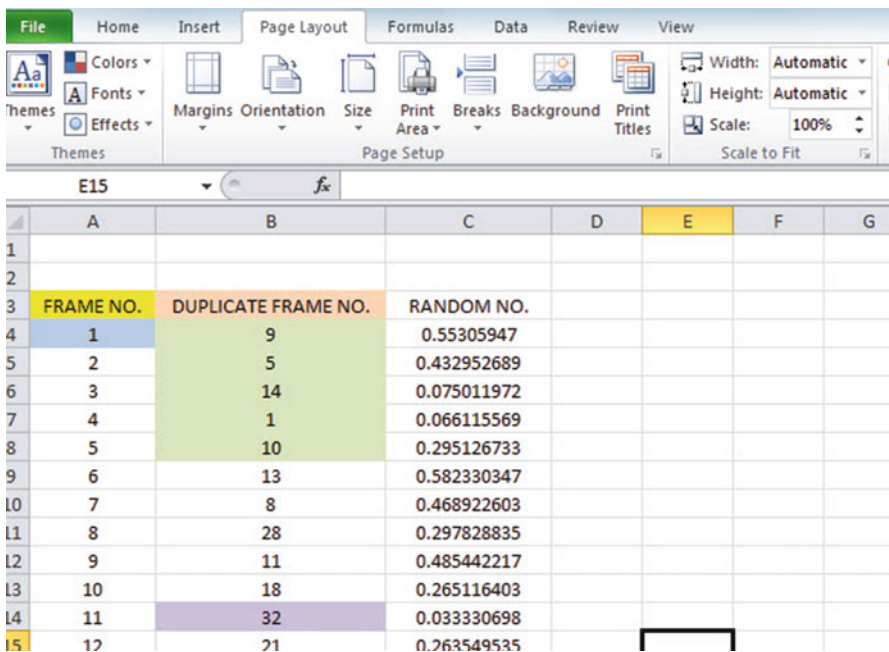 File Home Insert Page Layout Formulas Data Review View
Colors Width: Automatic
Aa Fonts Height: Automatic
Themes Effects Margins Orientation Size Print Area Breaks Background Print Titles Scale: 100%
Themes Page Setup Scale to Fit
E15 fx
A B C D E F G
1
2
3 FRAME NO. DUPLICATE FRAME NO. RANDOM NO.
4 1 9 0.55305947
5 2 5 0.432952689
6 3 14 0.075011972
7 4 1 0.066115569
8 5 10 0.295126733
9 6 13 0.582330347
10 7 8 0.468922603
11 8 28 0.297828835
12 9 11 0.485442217
13 10 18 0.265116403
14 11 32 0.033330698
15 12 21 0.263549535